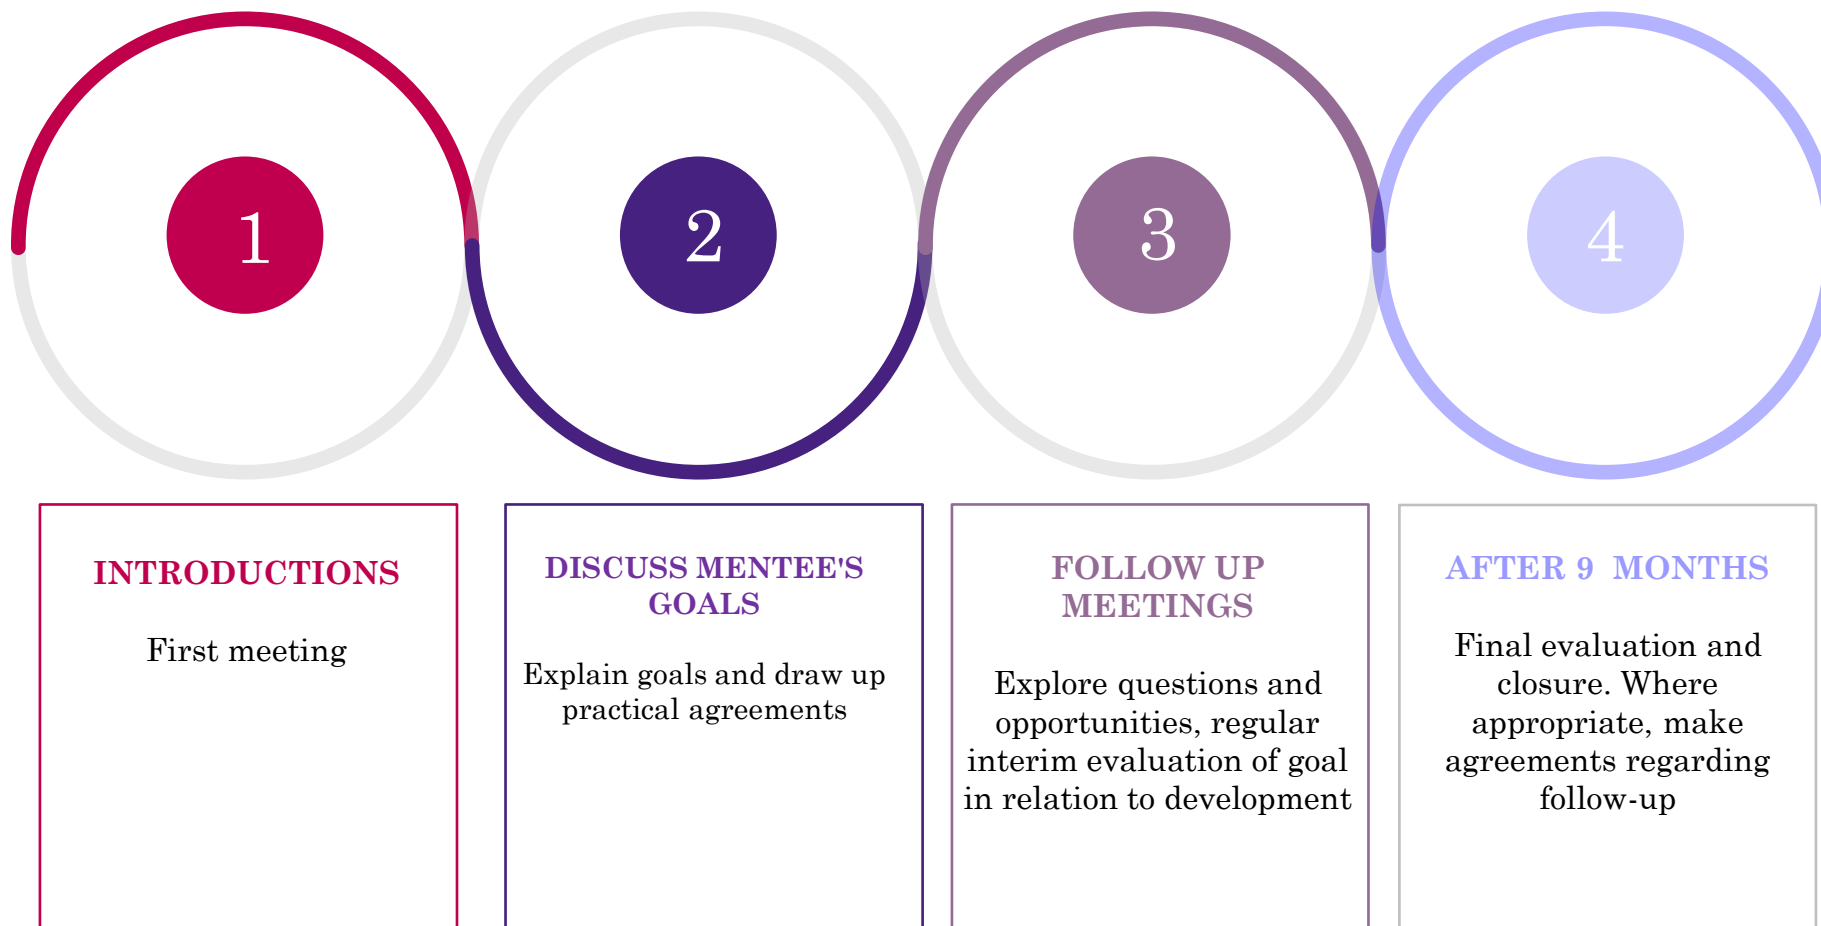 1
2
3
4
INTRODUCTIONS
First meeting
DISCUSS MENTEE'S
GOALS
Explain goals and draw up
practical agreements
FOLLOW UP
MEETINGS
Explore questions and
opportunities, regular
interim evaluation of goal
in relation to development
AFTER 9  MONTHS
Final evaluation and
closure. Where
appropriate, make
agreements regarding
follow-up